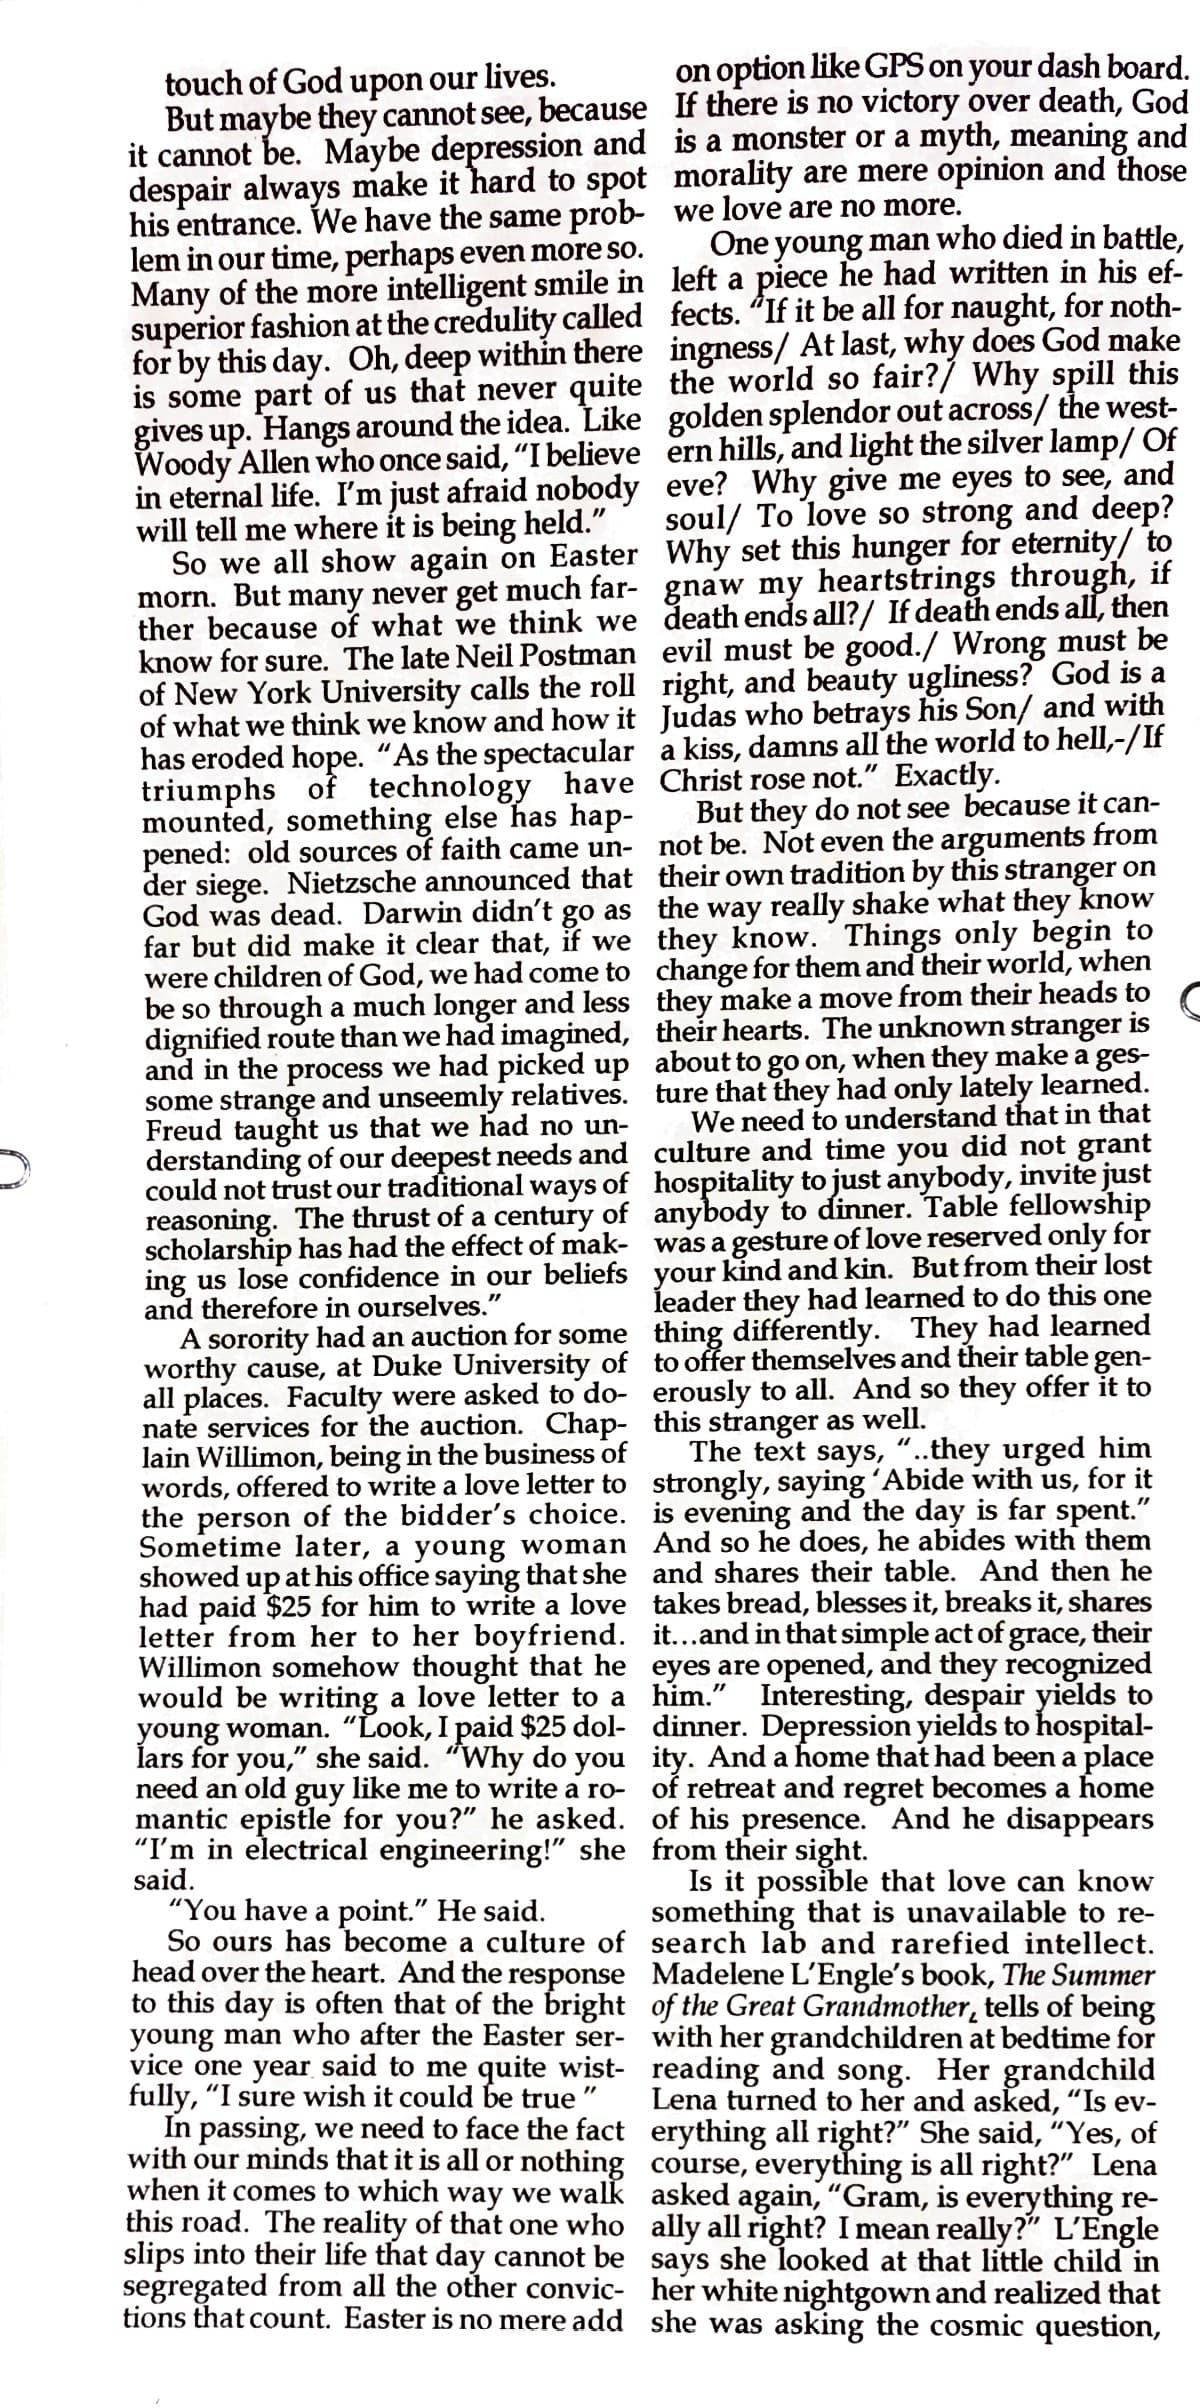 touch of God upon our lives.
But maybe they cannot see, because
it cannot be. Maybe depression and
despair always make it hard to spot
his entrance. We have the same prob-
lem in our time, perhaps even more so.
Many of the more intelligent smile in
superior fashion at the credulity called
for by this day. Oh, deep within there
is some part of us that never quite
gives up. Hangs around the idea. Like
Woody Allen who once said, “I believe
in eternal life. I’m just afraid nobody
will tell me where it is being held.”
So we all show again on Easter
morn. But many never get much far-
ther because of what we think we
know for sure. The late Neil Postman
of New York University calls the roll
of what we think we know and how it
has eroded hope. “As the spectacular
triumphs of technology have
mounted, something else has hap-
pened: old sources of faith came un-
der siege. Nietzsche announced that
God was dead. Darwin didn’t go as
far but did make it clear that, if we
were children of God, we had come to
be so through a much longer and less
dignified route than we had imagined,
and in the process we had picked up
some strange and unseemly relatives.
Freud taught us that we had no un-
derstanding of our deepest needs and
could not trust our traditional ways of
reasoning. The thrust of a century of
scholarship has had the effect of mak-
ing us lose confidence in our beliefs
and therefore in ourselves.”
A sorority had an auction for some
worthy cause, at Duke University of
all places. Faculty were asked to do-
nate services for the auction. Chap-
lain Willimon, being in the business of
words, offered to write a love letter to
the person of the bidder’s choice.
Sometime later, a young woman
showed up at his office saying that she
had paid $25 for him to write a love
letter from her to her boyfriend.
Willimon somehow thought that he
would be writing a love letter to a
young woman. “Look, I paid $25 dol-
lars for you,” she said. “Why do you
need an old guy like me to write a ro-
mantic epistle for you?” he asked.
“I’m in electrical engineering!” she
said.
“You have a point.” He said.
So ours has become a culture of
head over the heart. And the response
to this day is often that of the bright
young man who after the Easter ser-
vice one year said to me quite wist-
fully, “I sure wish it could be true ”
In passing, we need to face the fact
with our minds that it is all or nothing
when it comes to which way we walk
this road. The reality of that one who
slips into their life that day cannot be
segregated from all the other convic-
tions that count. Easter is no mere add
on option like GPS on your dash board.
If there is no victory over death, God
is a monster or a myth, meaning and
morality are mere opinion and those
we love are no more.
One young man who died in battle,
left a piece he had written in his ef-
fects. “If it be all for naught, for noth-
ingness/ At last, why does God make
the world so fair?/ Why spill this
golden splendor out across/ the west-
ern hills, and light the silver lamp/ Of
eve? Why give me eyes to see, and
soul/ To love so strong and deep?
Why set this hunger for eternity/ to
gnaw my heartstrings through, if
death ends all?/ If death ends all, then
evil must be good./ Wrong must be
right, and beauty ugliness? God is a
Judas who betrays his Son/ and with
a kiss, damns all the world to hell,-/If
Christ rose not.” Exactly.
But they do not see because it can-
not be. Not even the arguments from
their own tradition by this stranger on
the way really shake what they know
they know. Things only begin to
change for them and their world, when
they make a move from their heads to
their hearts. The unknown stranger is
about to go on, when they make a ges-
ture that they had only lately learned.
We need to understand that in that
culture and time you did not grant
hospitality to just anybody, invite just
anybody to dinner. Table fellowship
was a gesture of love reserved only for
your kind and kin. But from their lost
leader they had learned to do this one
thing differently. They had learned
to offer themselves and their table gen-
erously to all. And so they offer it to
this stranger as well.
The text says, “..they urged him
strongly, saying ‘Abide with us, for it
is evening and the day is far spent.”
And so he does, he abides with them
and shares their table. And then he
takes bread, blesses it, breaks it, shares
it...and in that simple act of grace, their
eyes are opened, and they recognized
him.” Interesting, despair yields to
dinner. Depression yields to hospital-
ity. And a home that had been a place
of retreat and regret becomes a home
of his presence. And he disappears
from their sight.
Is it possible that love can know
something that is unavailable to re-
search lab and rarefied intellect.
Madelene L’Engle’s book, The Summer
of the Great Grandmother, tells of being
with her grandchildren at bedtime for
reading and song. Her grandchild
Lena turned to her and asked, “Is ev-
erything all right?” She said, “Yes, of
course, everything is all right?” Lena
asked again, “Gram, is everything re-
ally all right? I mean really?” L’Engle
says she looked at that little child in
her white nightgown and realized that
she was asking the cosmic question,